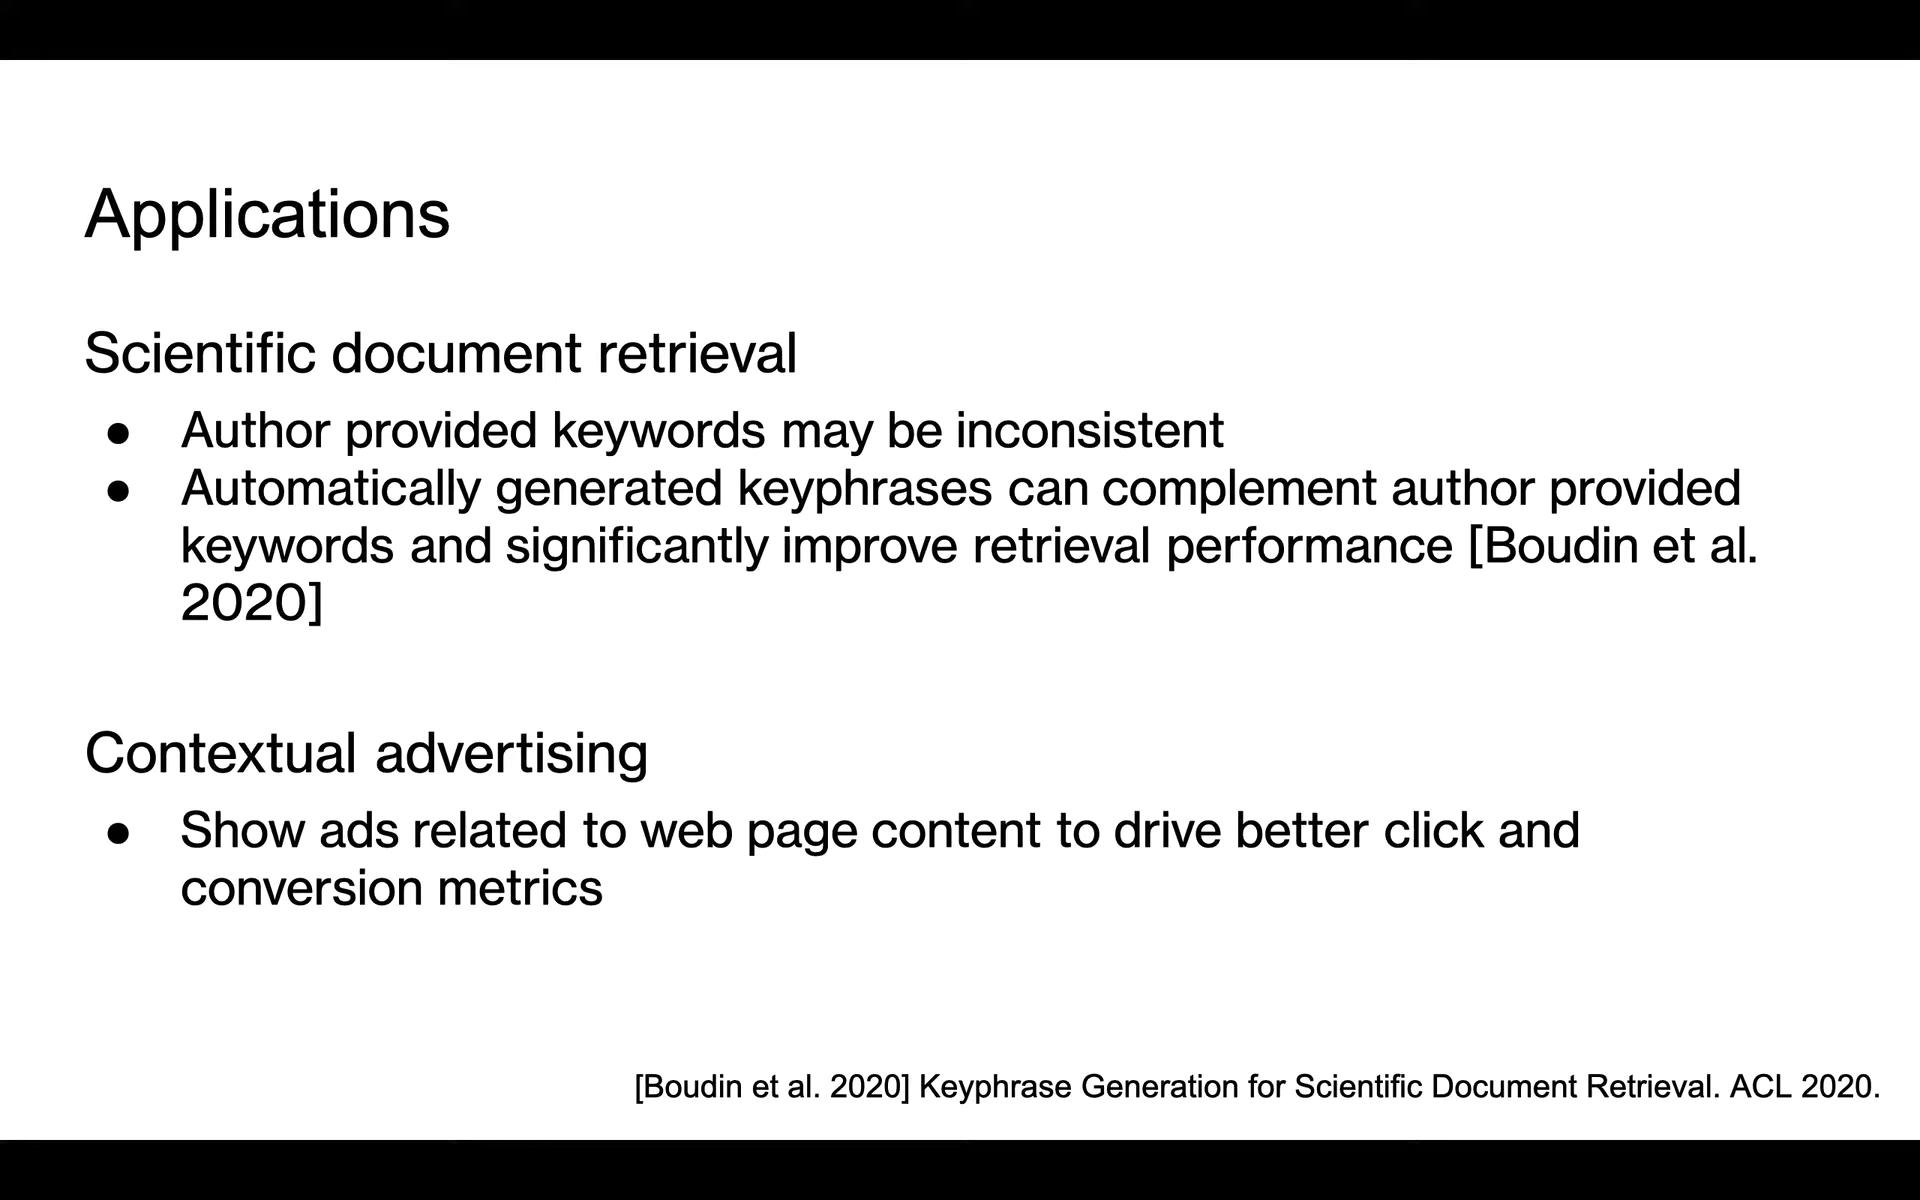 Applications
Scientific document retrieval
● Author provided keywords may be inconsistent
● Automatically generated keyphrases can complement author provided
keywords and significantly improve retrieval performance [Boudin et al.
2020]
Contextual advertising
● Show ads related to web page content to drive better click and
conversion metrics
[Boudin et al. 2020] Keyphrase Generation for Scientific Document Retrieval. ACL 2020.